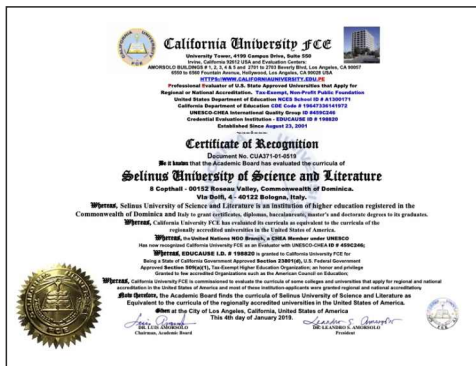 California University FCE
University Tower, 4199 Campus Drive, Suite 550
Irvine, California 92612 USA and Evaluation Centers:
AMORSOLO BUILDINGS # 1, 2, 3, 4 & 5 and 2701 to 2703 Beverly Blvd, Los Angeles, CA 90057
6550 to 6560 Fountain Avenue, Hollywood, Los Angeles, CA 90028 USA
HTTPS://WWW.CALIFORNIAUNIVERSITY.EDU.PE
Professional Evaluator of U.S. State Approved Universities that Apply for
Regional or National Accreditation. Tax-Exempt, Non-Profit Public Foundation
United States Department of Education NCES School ID # A1300171
California Department of Education CDE Code # 19647336141972
UNESCO-CHEA International Quality Group ID #459C246
Credential Evaluation Institution - EDUCAUSE ID # 198820
Established Since August 23, 2001
Certificate of Recognition
Document No. CUA371-01-0519
Be it known that the Academic Board has evaluated the curricula of
Selinus University of Science and Literature
8 Copthall - 00152 Roseau Valley, Commonwealth of Dominica.
Via Dolfi, 4 - 40122 Bologna, Italy.
Whereas, Selinus University of Science and Literature is an institution of higher education registered in the
Commonwealth of Dominica and Italy to grant certificates, diplomas, baccalaureate, master's and doctorate degrees to its graduates.
Whereas, California University FCE has evaluated its curricula as equivalent to the curricula of the
regionally accredited universities in the United States of America.
Whereas, the United Nations NGO Branch, a CHEA Member under UNESCO
Has now recognized California University FCE as an Evaluator with UNESCO-CHEA ID # 459C246;
Whereas, EDUCAUSE I.D. # 198820 is granted to California University FCE for
Being a State of California Government Approved Section 23801(d), U.S. Federal Government
Approved Section 509(a)(1), Tax-Exempt Higher Education Organization; an honor and privilege
Granted to few accredited Organizations such as the American Council on Education;
Whereas, California University FCE is commissioned to evaluate the curricula of some colleges and universities that apply for regional and national
accreditation in the United States of America and most of these institution-applicants were granted regional and national accreditation.
Now therefore, the Academic Board finds the curricula of Selinus University of Science and Literature as
Equivalent to the curricula of the regionally accredited universities in the United States of America.
Given at the City of Los Angeles, California, United States of America
This 4th day of January 2019.
DR. LUIS AMORSOLO
Chairman, Academic Board
DR. LEANDRO S. AMORSOLO
President